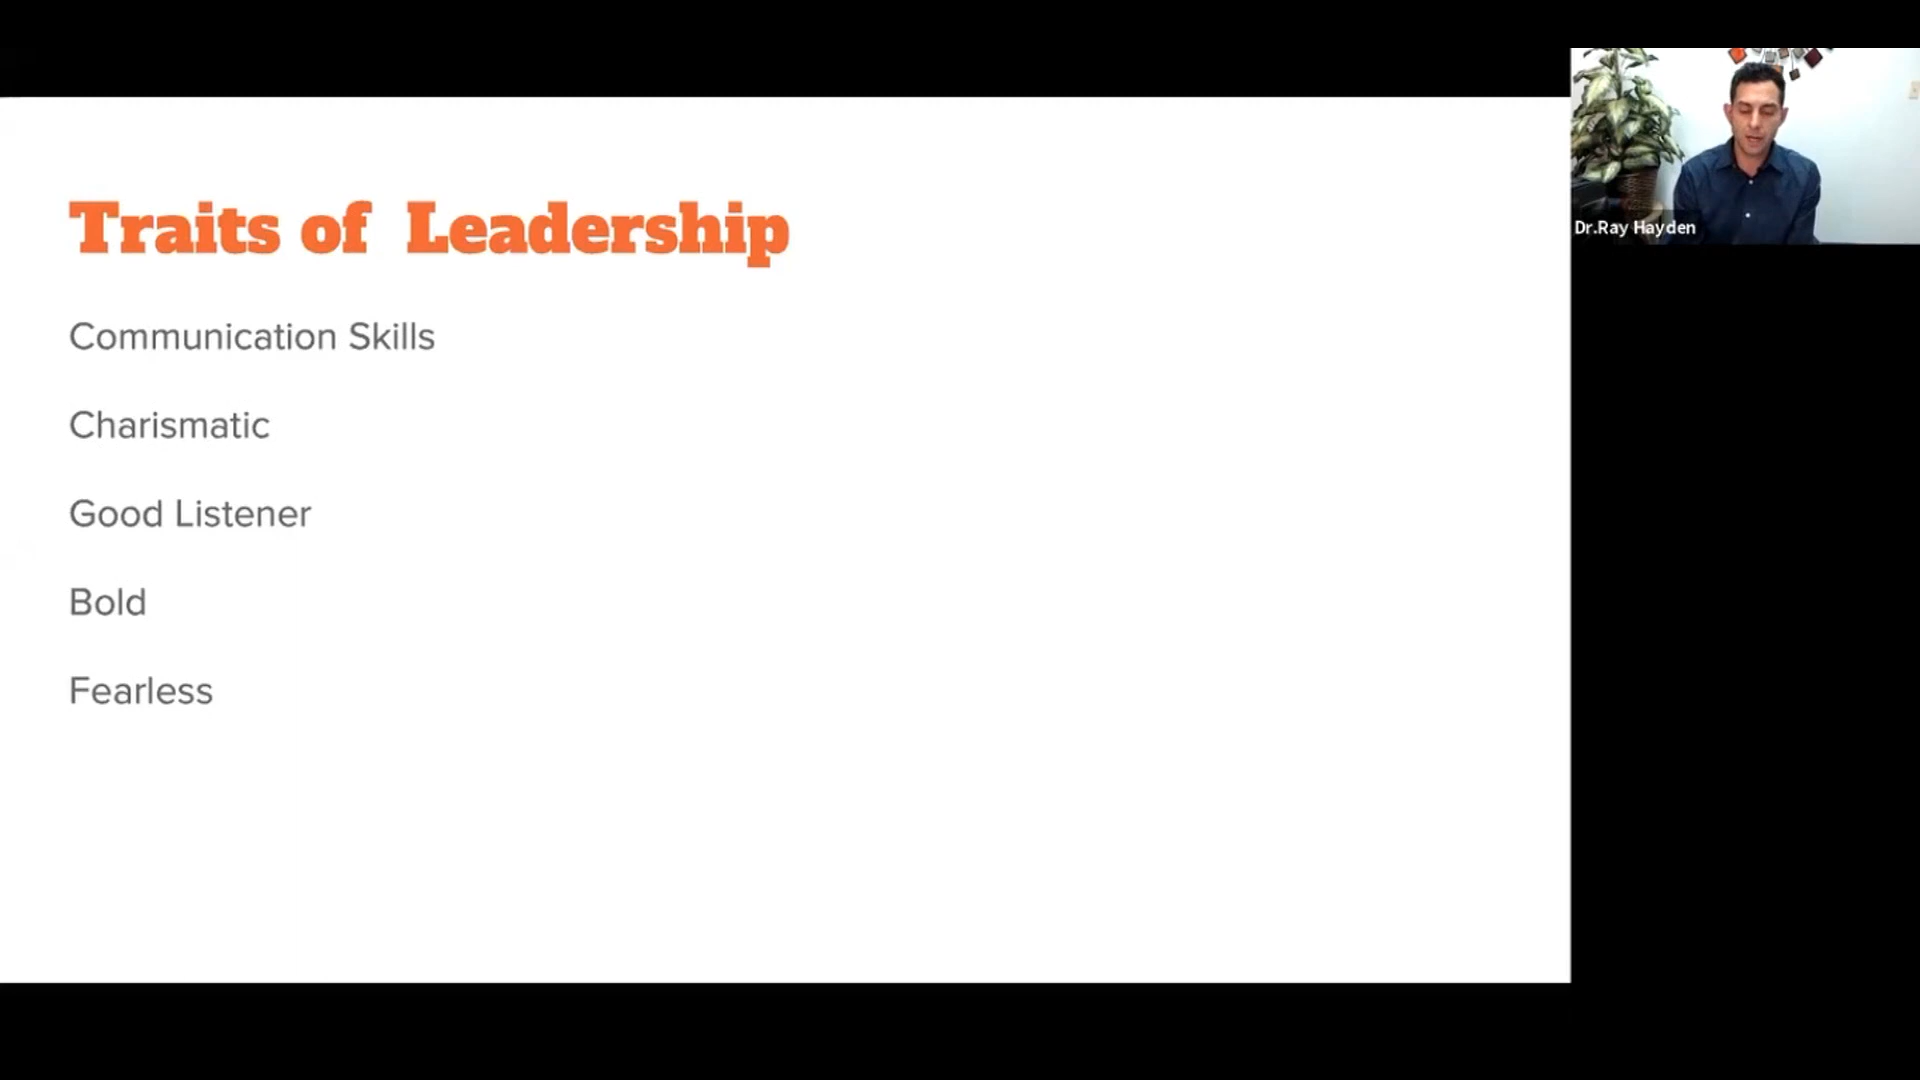 Traits of Leadership
Communication Skills
Charismatic
Good Listener
Bold
Fearless
Dr.Ray Hayden